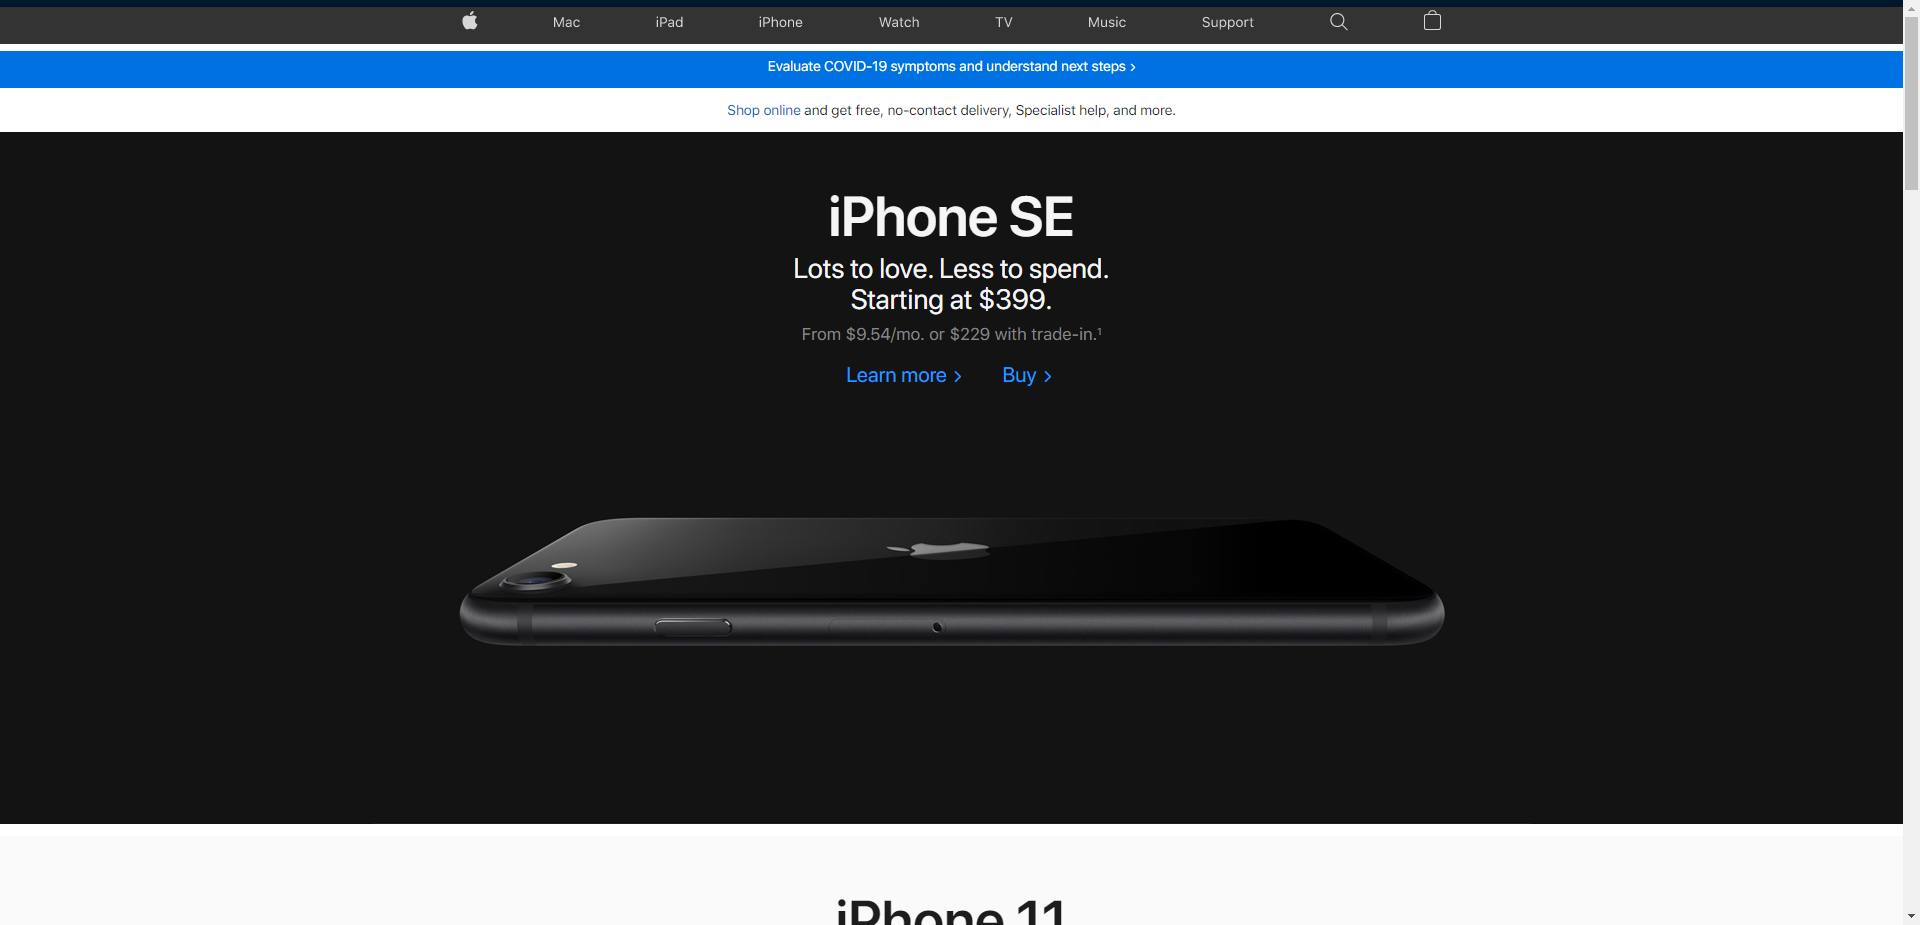 Mac iPad iPhone Watch TV Music Support
Evaluate COVID-19 symptoms and understand next steps >
Shop online and get free, no-contact delivery, Specialist help, and more.
iPhone SE
Lots to love. Less to spend.
Starting at $399.
From $9.54/mo. or $229 with trade-in.¹
Learn more > Buy >
iPhone 11